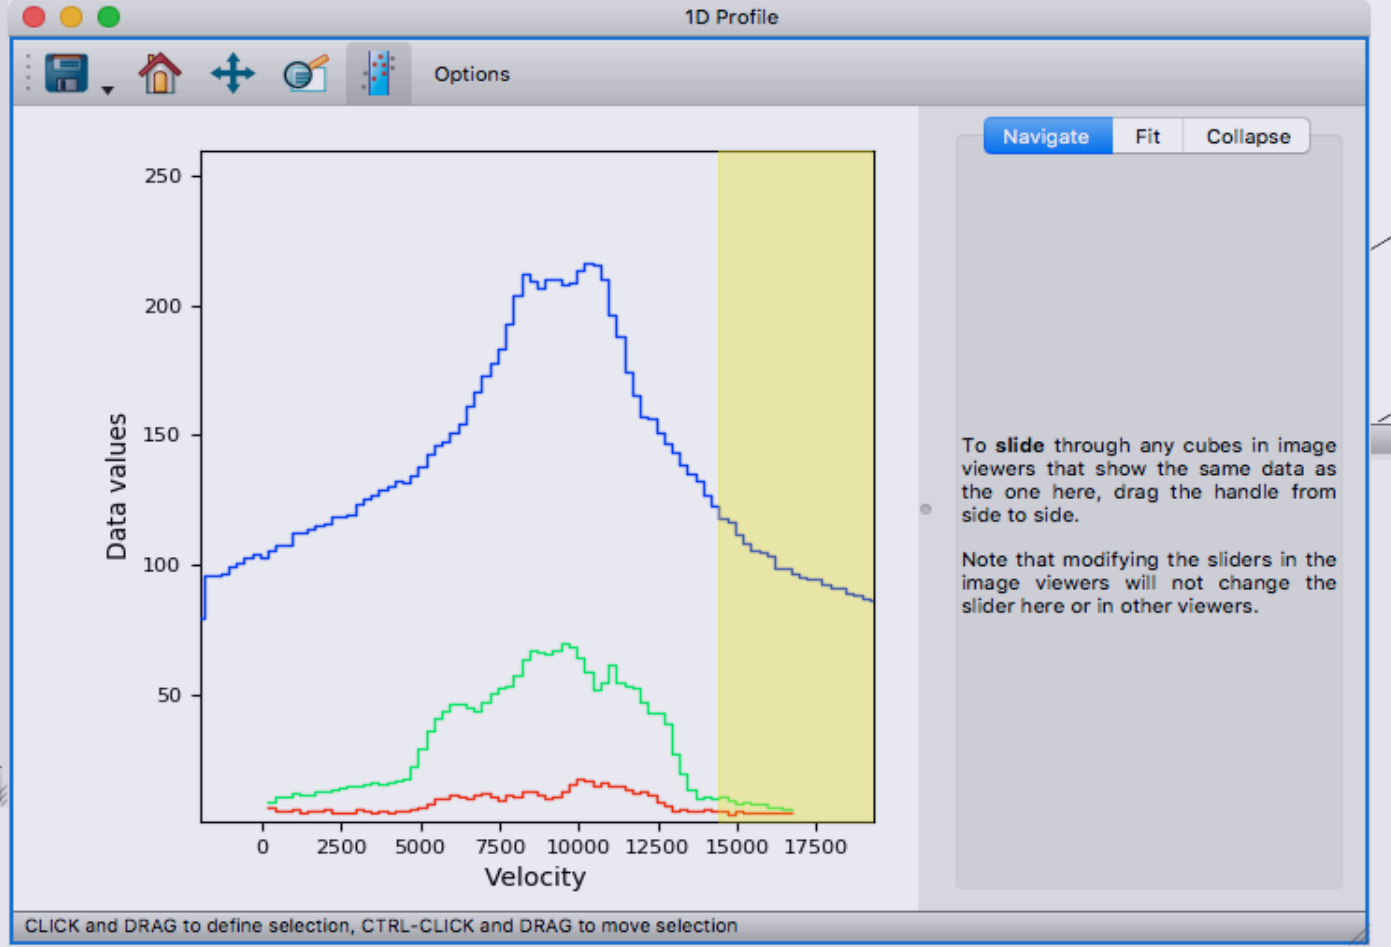 1D Profile
Options
Navigate Fit Collapse
250
200
150
100
50
Data values
0 2500 5000 7500 10000 12500 15000 17500
Velocity
To slide through any cubes in image
viewers that show the same data as
the one here, drag the handle from
side to side.
Note that modifying the sliders in the
image viewers will not change the
slider here or in other viewers.
CLICK and DRAG to define selection, CTRL-CLICK and DRAG to move selection